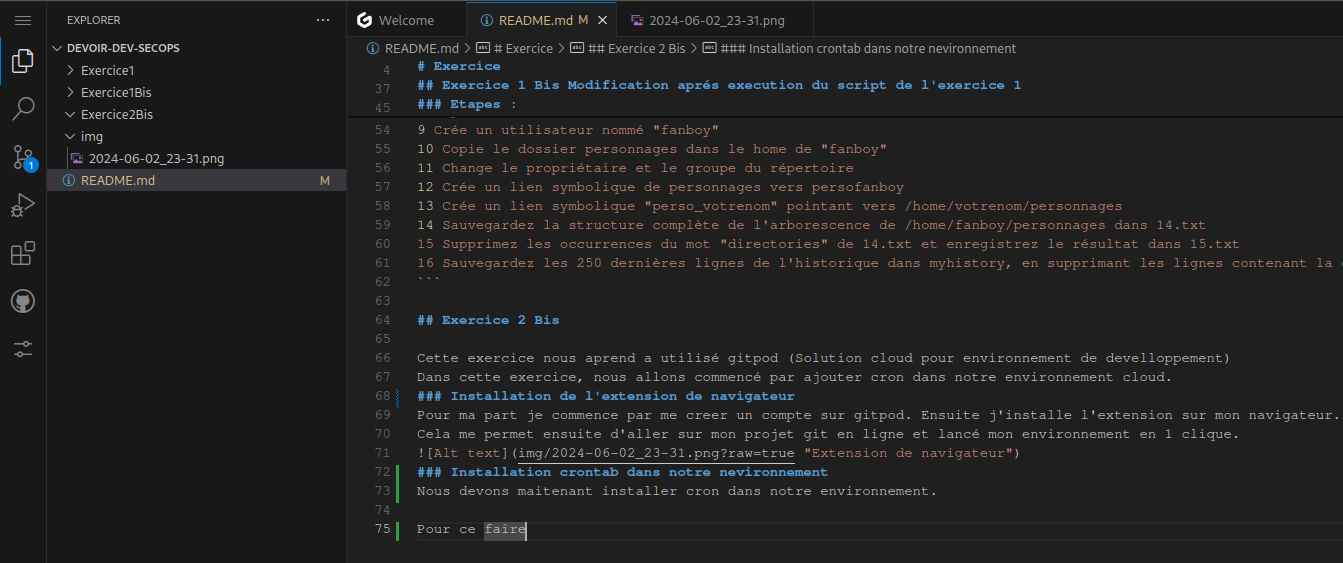 EXPLORER
Welcome
README.md M
2024-06-02_23-31.png
DEVOIR-DEV-SECOPS
Exercice1
Exercice1Bis
Exercice2Bis
img
2024-06-02_23-31.png
README.md M
1
README.md > # Exercice > ## Exercice 2 Bis > ### Installation crontab dans notre nevironnement
4 # Exercice
37 ## Exercice 1 Bis Modification aprés execution du script de l'exercice 1
45 ### Etapes :
54 9 Crée un utilisateur nommé "fanboy"
55 10 Copie le dossier personnages dans le home de "fanboy"
56 11 Change le propriétaire et le groupe du répertoire
57 12 Crée un lien symbolique de personnages vers persofanboy
58 13 Crée un lien symbolique "perso_votrenom" pointant vers /home/votrenom/personnages
59 14 Sauvegardez la structure complète de l'arborescence de /home/fanboy/personnages dans 14.txt
60 15 Supprimez les occurrences du mot "directories" de 14.txt et enregistrez le résultat dans 15.txt
61 16 Sauvegardez les 250 dernières lignes de l'historique dans myhistory, en supprimant les lignes contenant la
62 ```
63
64 ## Exercice 2 Bis
65
66 Cette exercice nous aprend a utilisé gitpod (Solution cloud pour environnement de develloppement)
67 Dans cette exercice, nous allons commencé par ajouter cron dans notre environnement cloud.
68 ### Installation de l'extension de navigateur
69 Pour ma part je commence par me creer un compte sur gitpod. Ensuite j'installe l'extension sur mon navigateur.
70 Cela me permet ensuite d'aller sur mon projet git en ligne et lancé mon environement en 1 clique.
71 ![Alt text](img/2024-06-02_23-31.png?raw=true "Extension de navigateur")
72 ### Installation crontab dans notre nevironnement
73 Nous devons maitenant installer cron dans notre environnement.
74
75 Pour ce faire